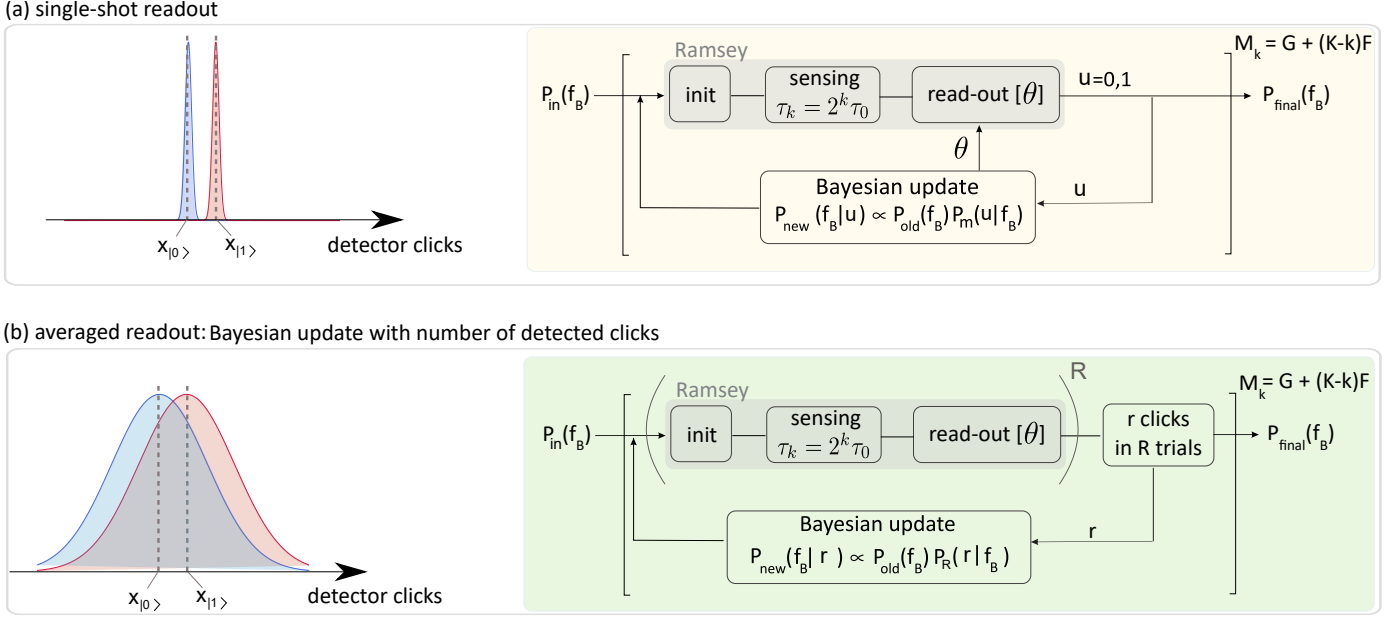 (a) single-shot readout
x|0⟩
x|1⟩
detector clicks
M_k = G + (K-k)F
Ramsey
P_in(f_B)
init
sensing
τ_k = 2^k τ_0
read-out [θ]
u=0,1
P_final(f_B)
θ
u
Bayesian update
P_new (f_B|u) ∝ P_old(f_B) P_m(u|f_B)
(b) averaged readout: Bayesian update with number of detected clicks
x|0⟩
x|1⟩
detector clicks
R
M_k = G + (K-k)F
Ramsey
P_in(f_B)
init
sensing
τ_k = 2^k τ_0
read-out [θ]
r clicks
in R trials
P_final(f_B)
r
Bayesian update
P_new(f_B| r ) ∝ P_old(f_B) P_R( r | f_B )